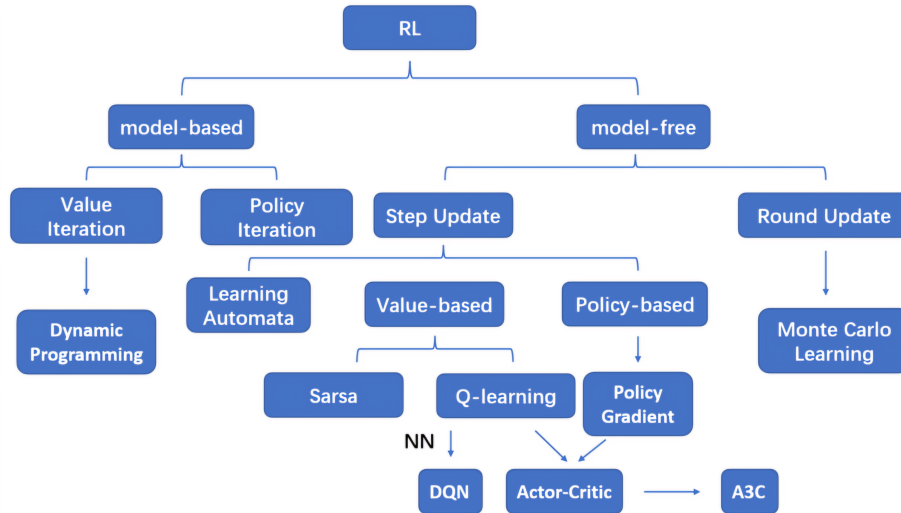 RL
model-based
model-free
Value
Iteration
Policy
Iteration
Step Update
Round Update
Learning
Automata
Value-based
Policy-based
Dynamic
Programming
Monte Carlo
Learning
Sarsa
Q-learning
Policy
Gradient
NN
DQN
Actor-Critic
A3C